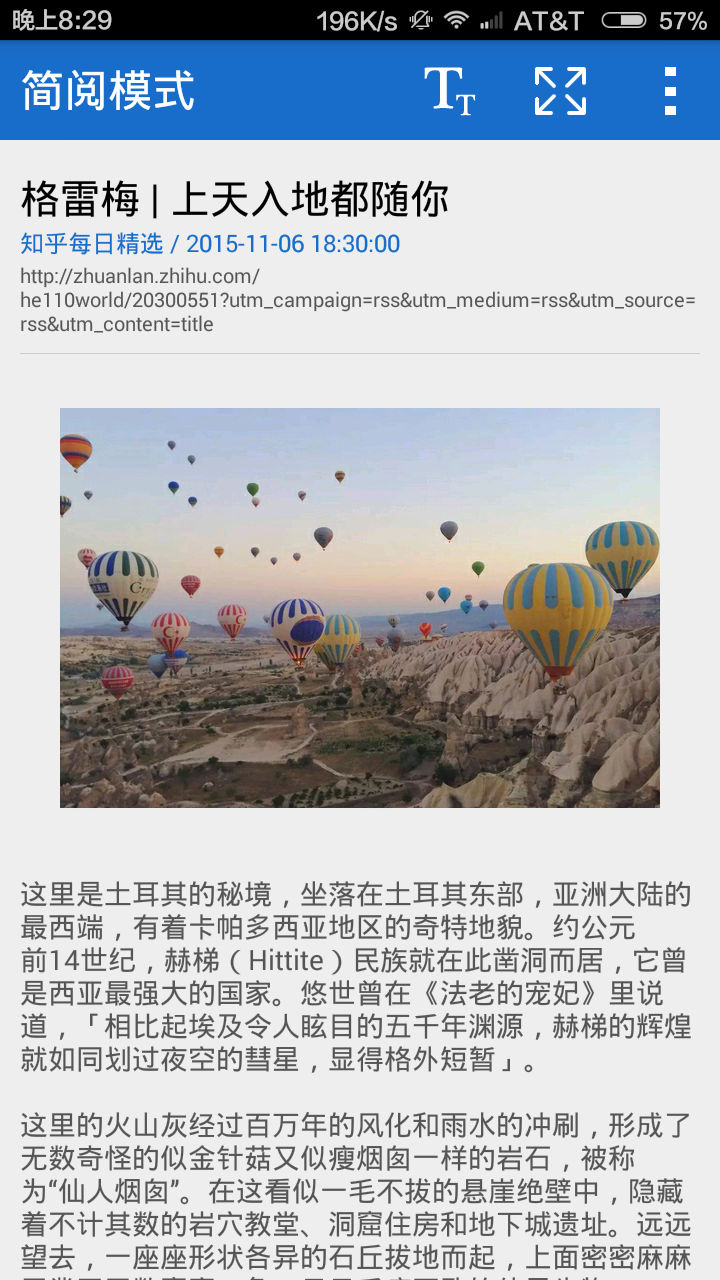 晚上8:29
196K/s
AT&T
57%
简阅模式
TT
格雷梅 | 上天入地都随你
知乎每日精选 / 2015-11-06 18:30:00
http://zhuanlan.zhihu.com/
he110world/20300551?utm_campaign=rss&utm_medium=rss&utm_source=
rss&utm_content=title
这里是土耳其的秘境，坐落在土耳其东部，亚洲大陆的
最西端，有着卡帕多西亚地区的奇特地貌。约公元
前14世纪，赫梯（Hittite）民族就在此凿洞而居，它曾
是西亚最强大的国家。悠世曾在《法老的宠妃》里说
道，「相比起埃及令人眩目的五千年渊源，赫梯的辉煌
就如同划过夜空的彗星，显得格外短暂」。
这里的火山灰经过百万年的风化和雨水的冲刷，形成了
无数奇怪的似金针菇又似瘦烟囱一样的岩石，被称
为“仙人烟囱”。在这看似一毛不拔的悬崖绝壁中，隐藏
着不计其数的岩穴教堂、洞窟住房和地下城遗址。远远
望去，一座座形状各异的石丘拔地而起，上面密密麻麻